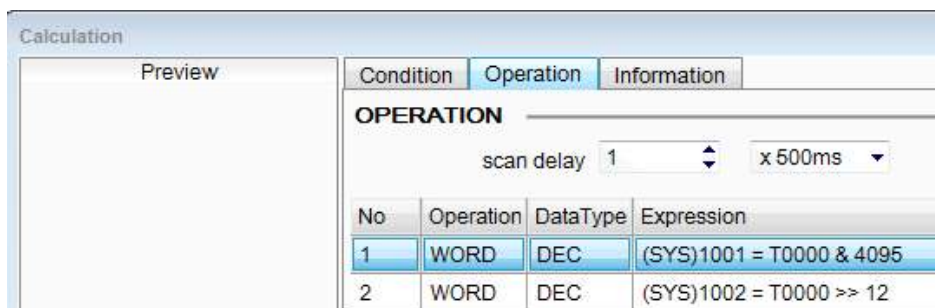 Calculation
Preview
Condition Operation Information
OPERATION
scan delay 1 x 500ms
No Operation DataType Expression
1 WORD DEC (SYS)1001 = T0000 & 4095
2 WORD DEC (SYS)1002 = T0000 >> 12